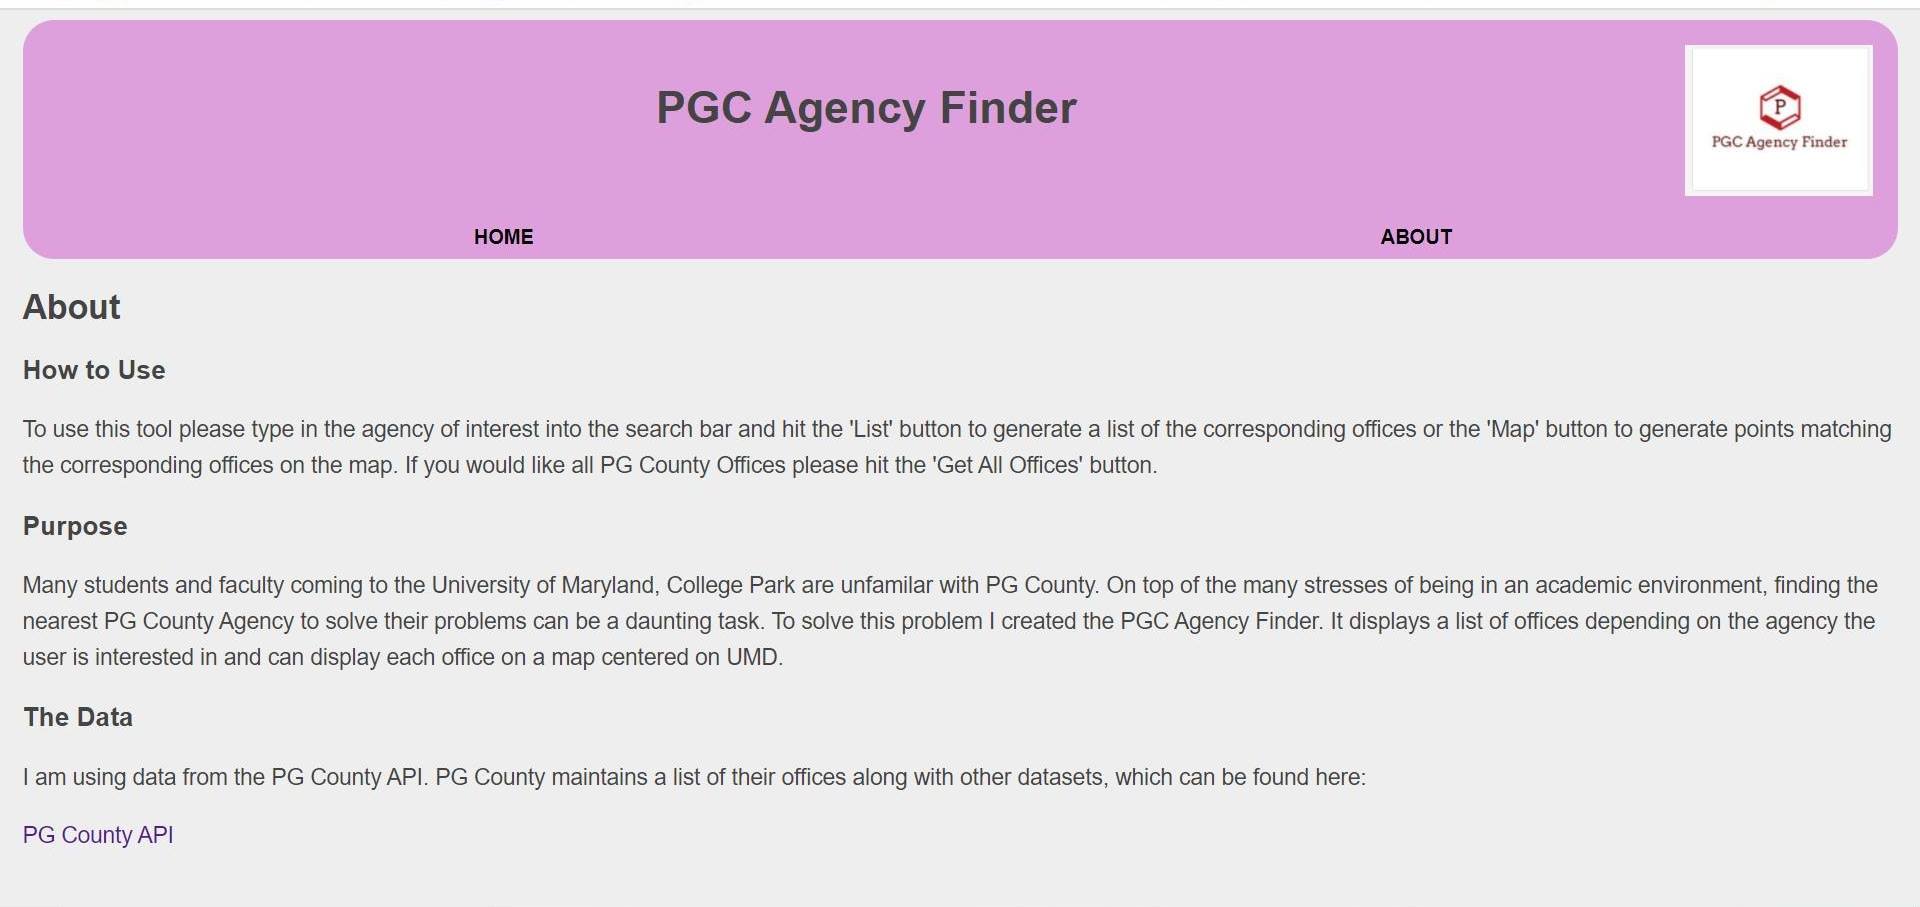 PGC Agency Finder
P
PGC Agency Finder
HOME
ABOUT
About
How to Use
To use this tool please type in the agency of interest into the search bar and hit the 'List' button to generate a list of the corresponding offices or the 'Map' button to generate points matching
the corresponding offices on the map. If you would like all PG County Offices please hit the 'Get All Offices' button.
Purpose
Many students and faculty coming to the University of Maryland, College Park are unfamilar with PG County. On top of the many stresses of being in an academic environment, finding the
nearest PG County Agency to solve their problems can be a daunting task. To solve this problem I created the PGC Agency Finder. It displays a list of offices depending on the agency the
user is interested in and can display each office on a map centered on UMD.
The Data
I am using data from the PG County API. PG County maintains a list of their offices along with other datasets, which can be found here:
PG County API